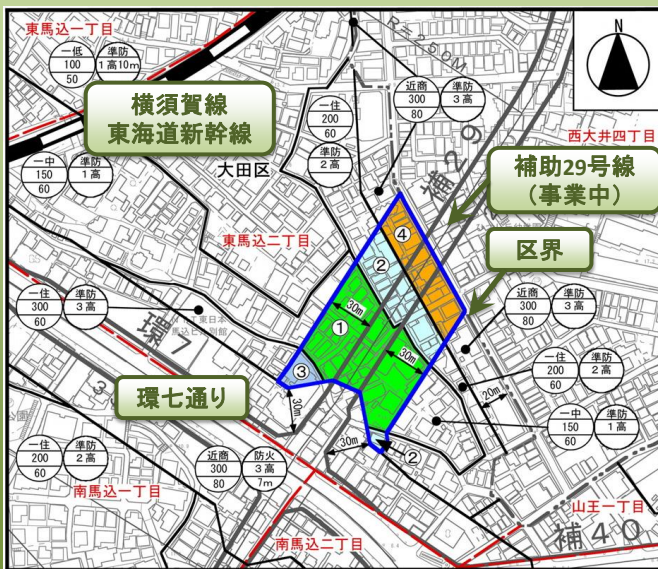 東馬込一丁目
一低
100
50
準防
1高10m
横須賀線
東海道新幹線
R=250M
一住
200
60
準防
2高
近商
300
80
準防
3高
N
西大井四丁目
補29
補助29号線
（事業中）
大田区
一中
150
60
準防
1高
東馬込二丁目
区界
④
②
①
③
②
30m
30m
30m
30m
20m
一住
300
60
準防
3高
環7
環七通り
近商
300
80
準防
3高
一住
200
60
準防
2高
一中
150
60
準防
1高
一住
200
60
準防
2高
近商
300
80
防火
3高
7m
南馬込一丁目
南馬込二丁目
山王一丁目
補40